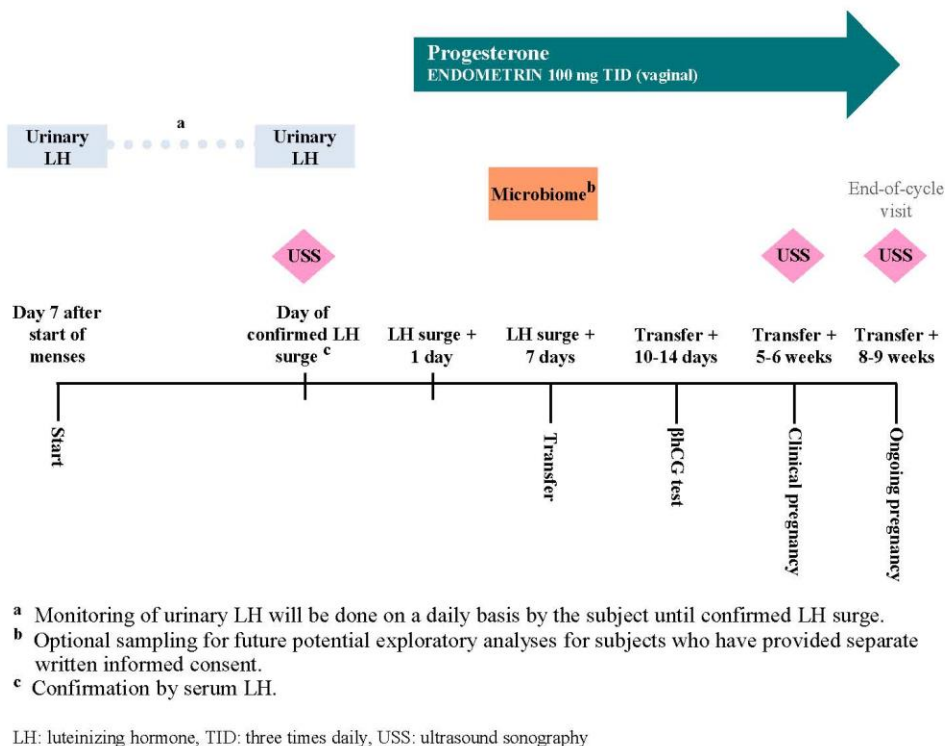 Progesterone
ENDOMETRIN 100 mg TID (vaginal)
a
Urinary
LH
Urinary
LH
Microbiome b
End-of-cycle
visit
USS
USS
USS
Day 7 after
start of
menses
Day of
confirmed LH
surge c
LH surge +
1 day
LH surge +
7 days
Transfer +
10-14 days
Transfer +
5-6 weeks
Transfer +
8-9 weeks
Start
Transfer
βhCG test
Clinical pregnancy
Ongoing pregnancy
a Monitoring of urinary LH will be done on a daily basis by the subject until confirmed LH surge.
b Optional sampling for future potential exploratory analyses for subjects who have provided separate
written informed consent.
c Confirmation by serum LH.
LH: luteinizing hormone, TID: three times daily, USS: ultrasound sonography